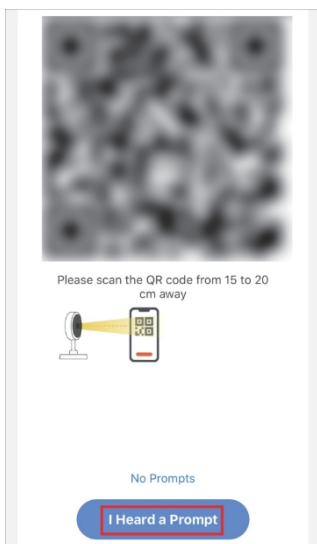 Please scan the QR code from 15 to 20
cm away
No Prompts
I Heard a Prompt